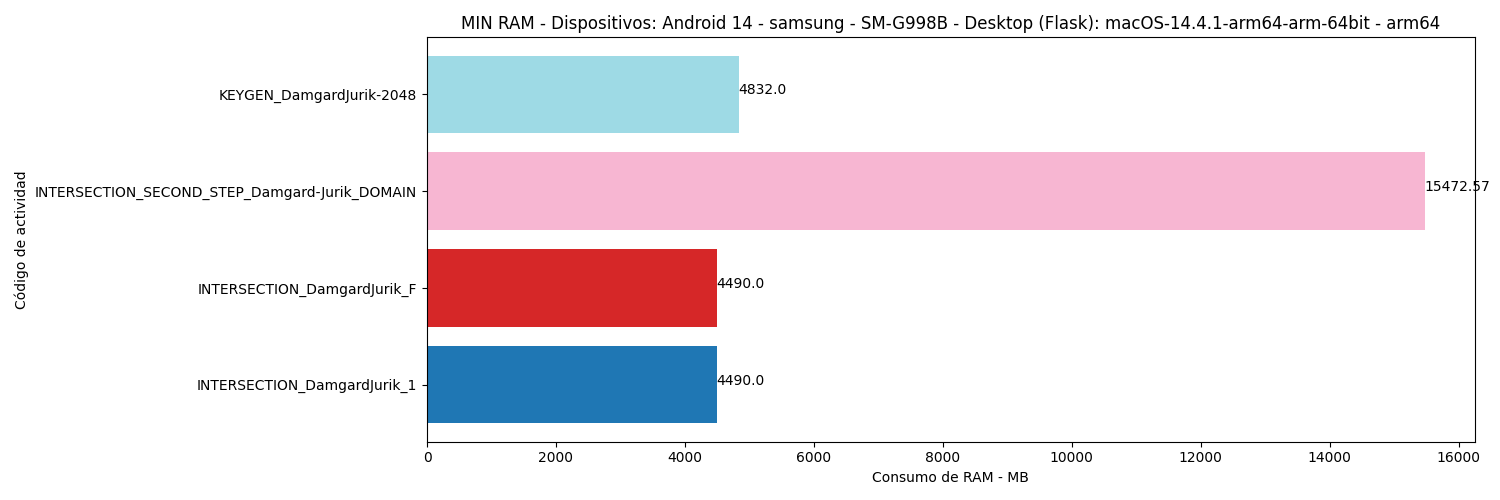 MIN RAM - Dispositivos: Android 14 - samsung - SM-G998B - Desktop (Flask): macOS-14.4.1-arm64-arm-64bit - arm64
Código de actividad
KEYGEN_DamgardJurik-2048
4832.0
INTERSECTION_SECOND_STEP_Damgard-Jurik_DOMAIN
15472.57
INTERSECTION_DamgardJurik_F
4490.0
INTERSECTION_DamgardJurik_1
4490.0
0 2000 4000 6000 8000 10000 12000 14000 16000
Consumo de RAM - MB